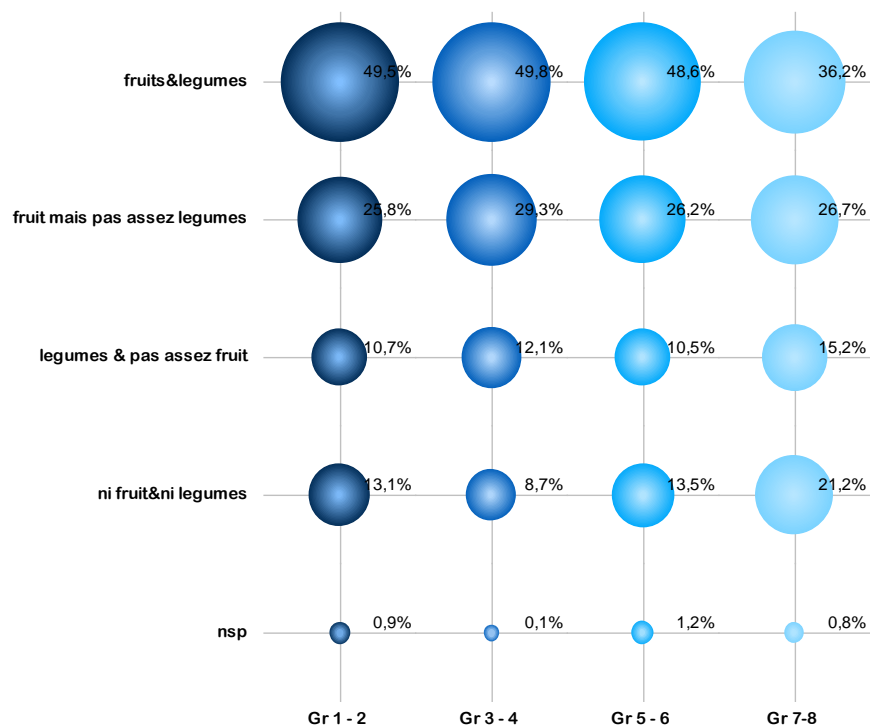 fruits&legumes 49,5% 49,8% 48,6% 36,2%
fruit mais pas assez legumes 25,8% 29,3% 26,2% 26,7%
legumes & pas assez fruit 10,7% 12,1% 10,5% 15,2%
ni fruit&ni legumes 13,1% 8,7% 13,5% 21,2%
nsp 0,9% 0,1% 1,2% 0,8%
Gr 1 - 2 Gr 3 - 4 Gr 5 - 6 Gr 7-8